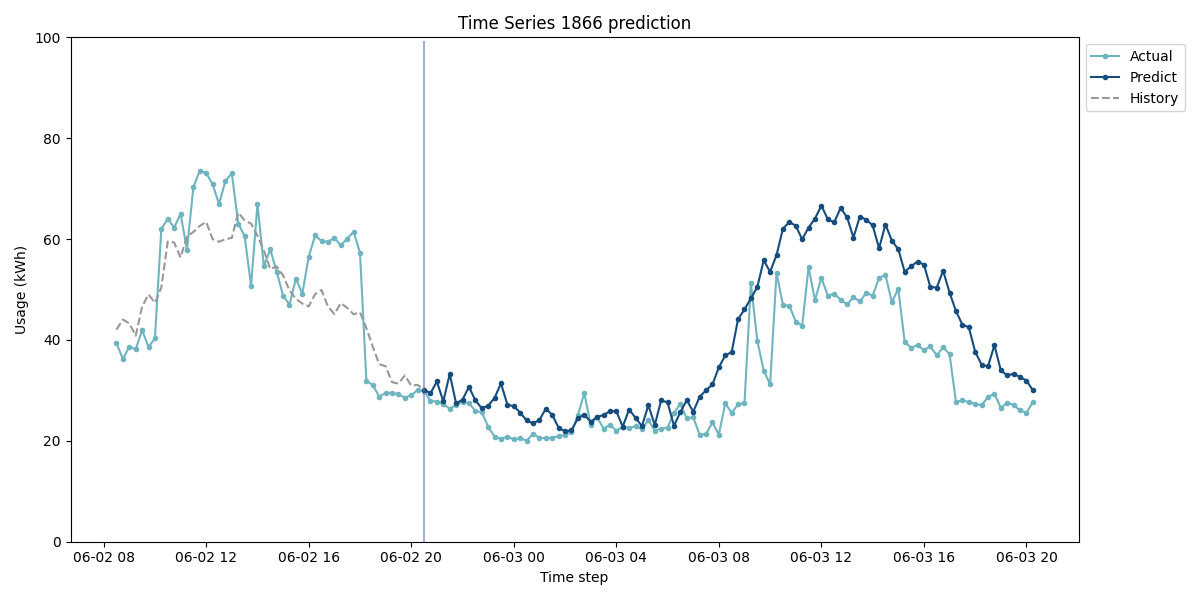 Time Series 1866 prediction
100
80
60
40
20
0
Usage (kWh)
06-02 08
06-02 12
06-02 16
06-02 20
06-03 00
06-03 04
06-03 08
06-03 12
06-03 16
06-03 20
Time step
Actual
Predict
History